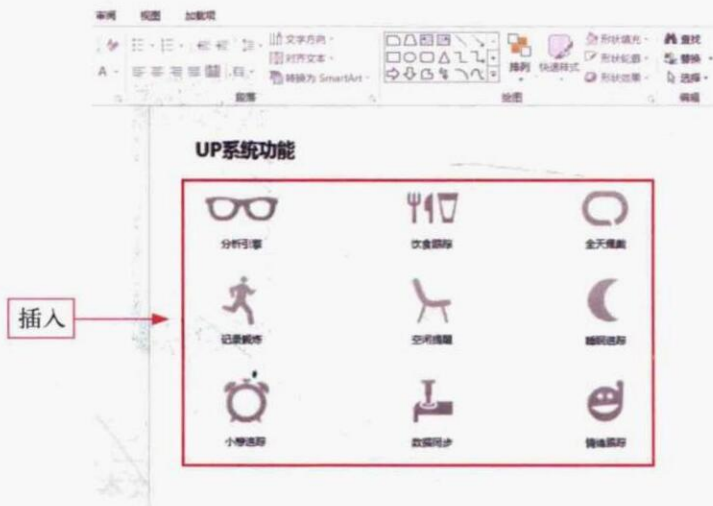 审阅 视图 加载项
文字方向
对齐文本
转换为 SmartArt
排列 快速样式
形状填充
形状轮廓
形状效果
查找
替换
选择
段落 绘图 编辑
UP系统功能
分析引擎 饮食跟踪 全天佩戴
记录锻炼 空闲提醒 睡眠追踪
小憩追踪 数据同步 情绪跟踪
插入